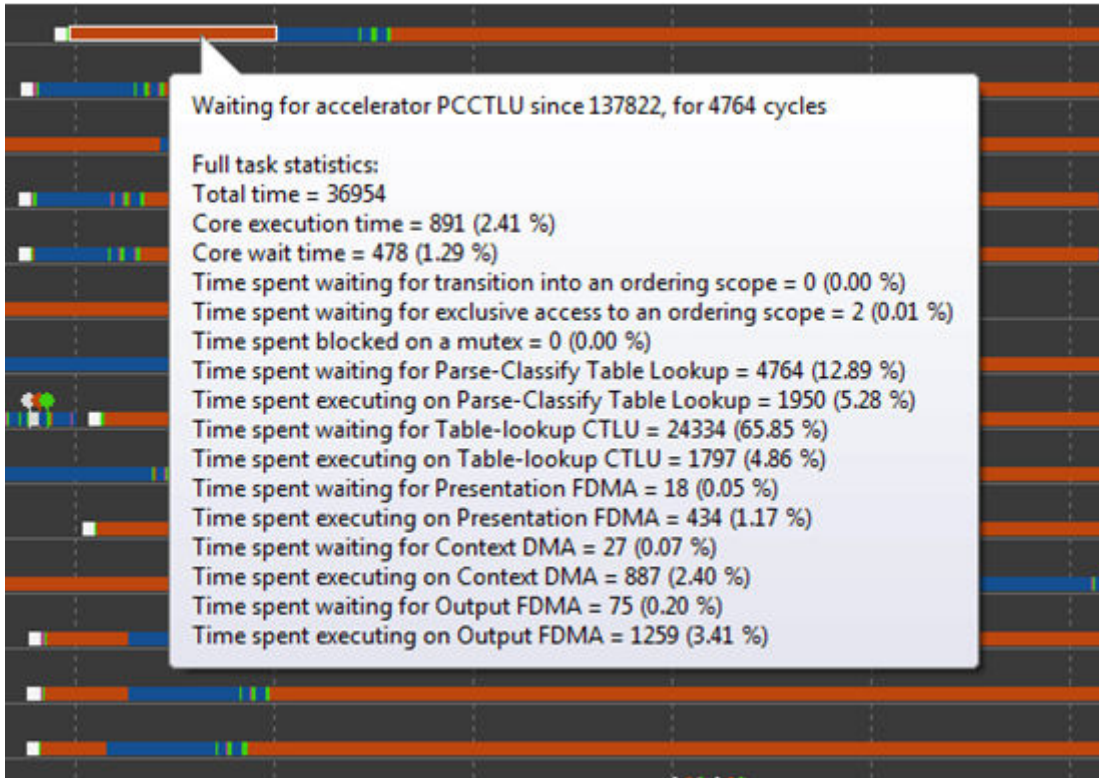 Waiting for accelerator PCCTLU since 137822, for 4764 cycles
Full task statistics:
Total time = 36954
Core execution time = 891 (2.41 %)
Core wait time = 478 (1.29 %)
Time spent waiting for transition into an ordering scope = 0 (0.00 %)
Time spent waiting for exclusive access to an ordering scope = 2 (0.01 %)
Time spent blocked on a mutex = 0 (0.00 %)
Time spent waiting for Parse-Classify Table Lookup = 4764 (12.89 %)
Time spent executing on Parse-Classify Table Lookup = 1950 (5.28 %)
Time spent waiting for Table-lookup CTLU = 24334 (65.85 %)
Time spent executing on Table-lookup CTLU = 1797 (4.86 %)
Time spent waiting for Presentation FDMA = 18 (0.05 %)
Time spent executing on Presentation FDMA = 434 (1.17 %)
Time spent waiting for Context DMA = 27 (0.07 %)
Time spent executing on Context DMA = 887 (2.40 %)
Time spent waiting for Output FDMA = 75 (0.20 %)
Time spent executing on Output FDMA = 1259 (3.41 %)